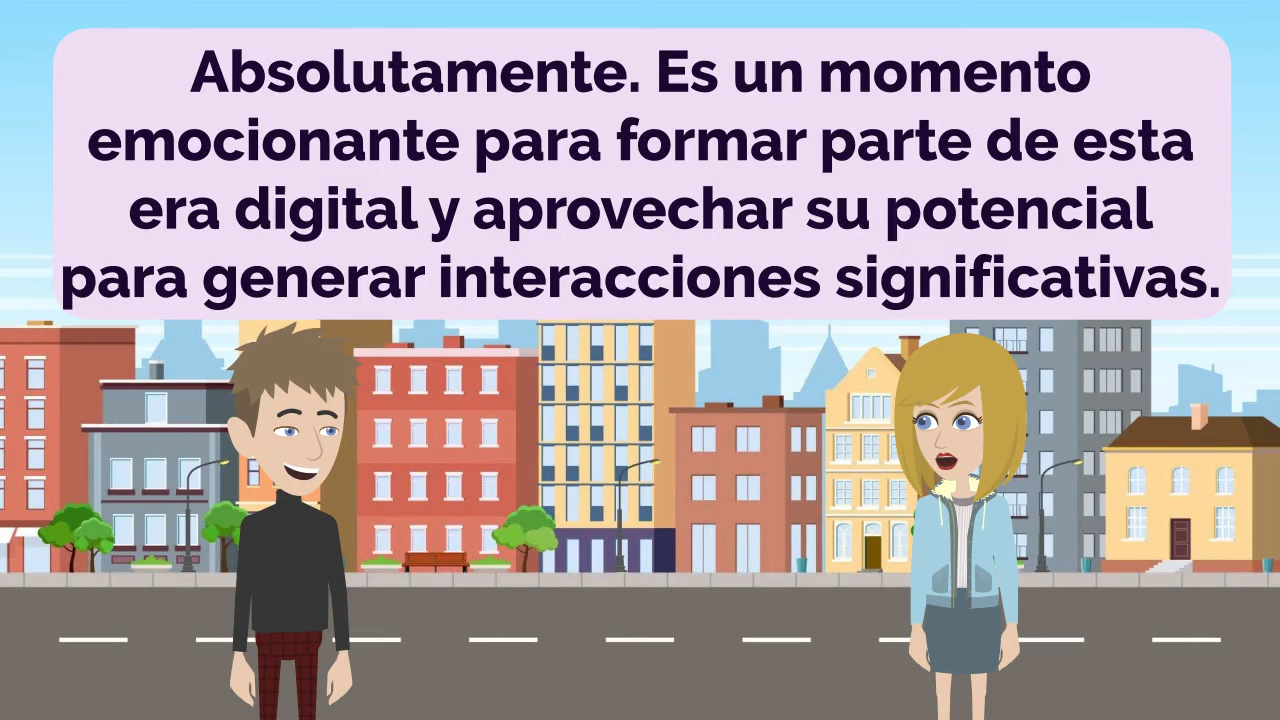 Absolutamente. Es un momento
emocionante para formar parte de esta
era digital y aprovechar su potencial
para generar interacciones significativas.